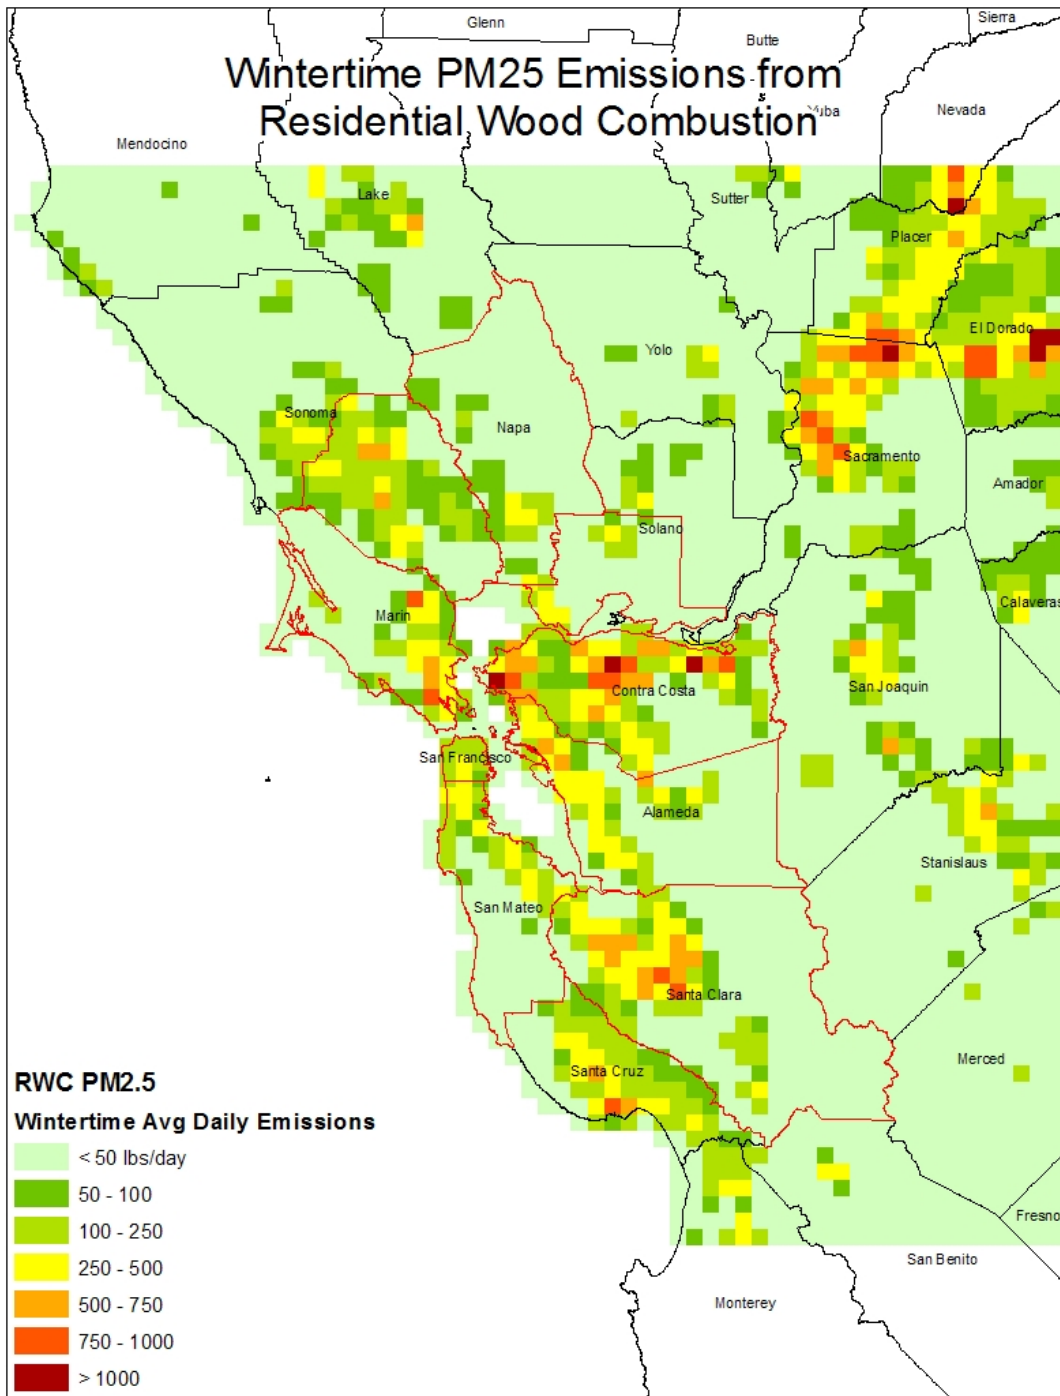 Glenn
Sierra
Butte
Wintertime PM25 Emissions from
Residential Wood Combustion
Nevada
Mendocino
Lake
Sutter
Placer
El Dorado
Yolo
Sonoma
Napa
Sacramento
Amador
Solano
Marin
Calaveras
Contra Costa
San Joaquin
San Francisco
Alameda
Stanislaus
San Mateo
Santa Clara
Merced
Santa Cruz
RWC PM2.5
Wintertime Avg Daily Emissions
< 50 lbs/day
50 - 100
100 - 250
250 - 500
500 - 750
750 - 1000
> 1000
Fresno
San Benito
Monterey